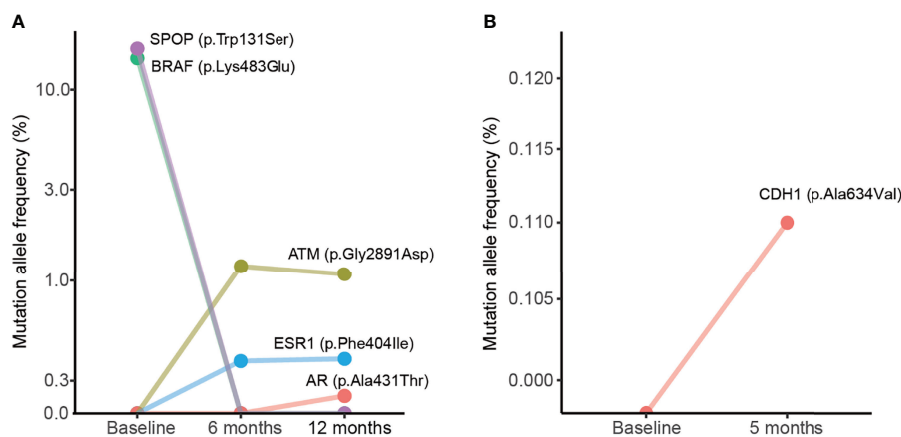 A
Mutation allele frequency (%)
10.0
3.0
1.0
0.3
0.0
SPOP (p.Trp131Ser)
BRAF (p.Lys483Glu)
ATM (p.Gly2891Asp)
ESR1 (p.Phe404Ile)
AR (p.Ala431Thr)
Baseline 6 months 12 months
B
Mutation allele frequency (%)
0.120
0.115
0.110
0.105
0.000
CDH1 (p.Ala634Val)
Baseline 5 months